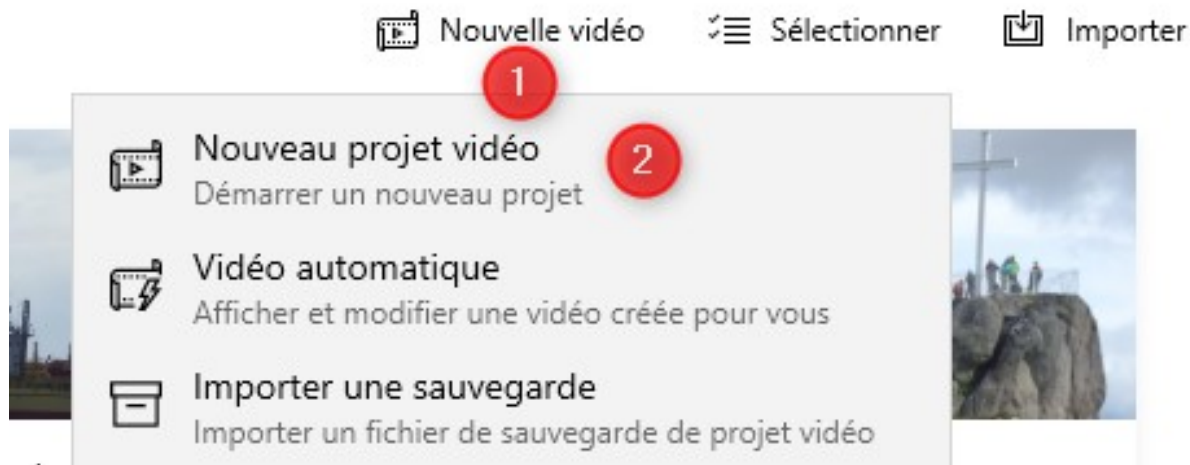 Nouvelle vidéo Sélectionner Importer
1
Nouveau projet vidéo 2
Démarrer un nouveau projet
Vidéo automatique
Afficher et modifier une vidéo créée pour vous
Importer une sauvegarde
Importer un fichier de sauvegarde de projet vidéo